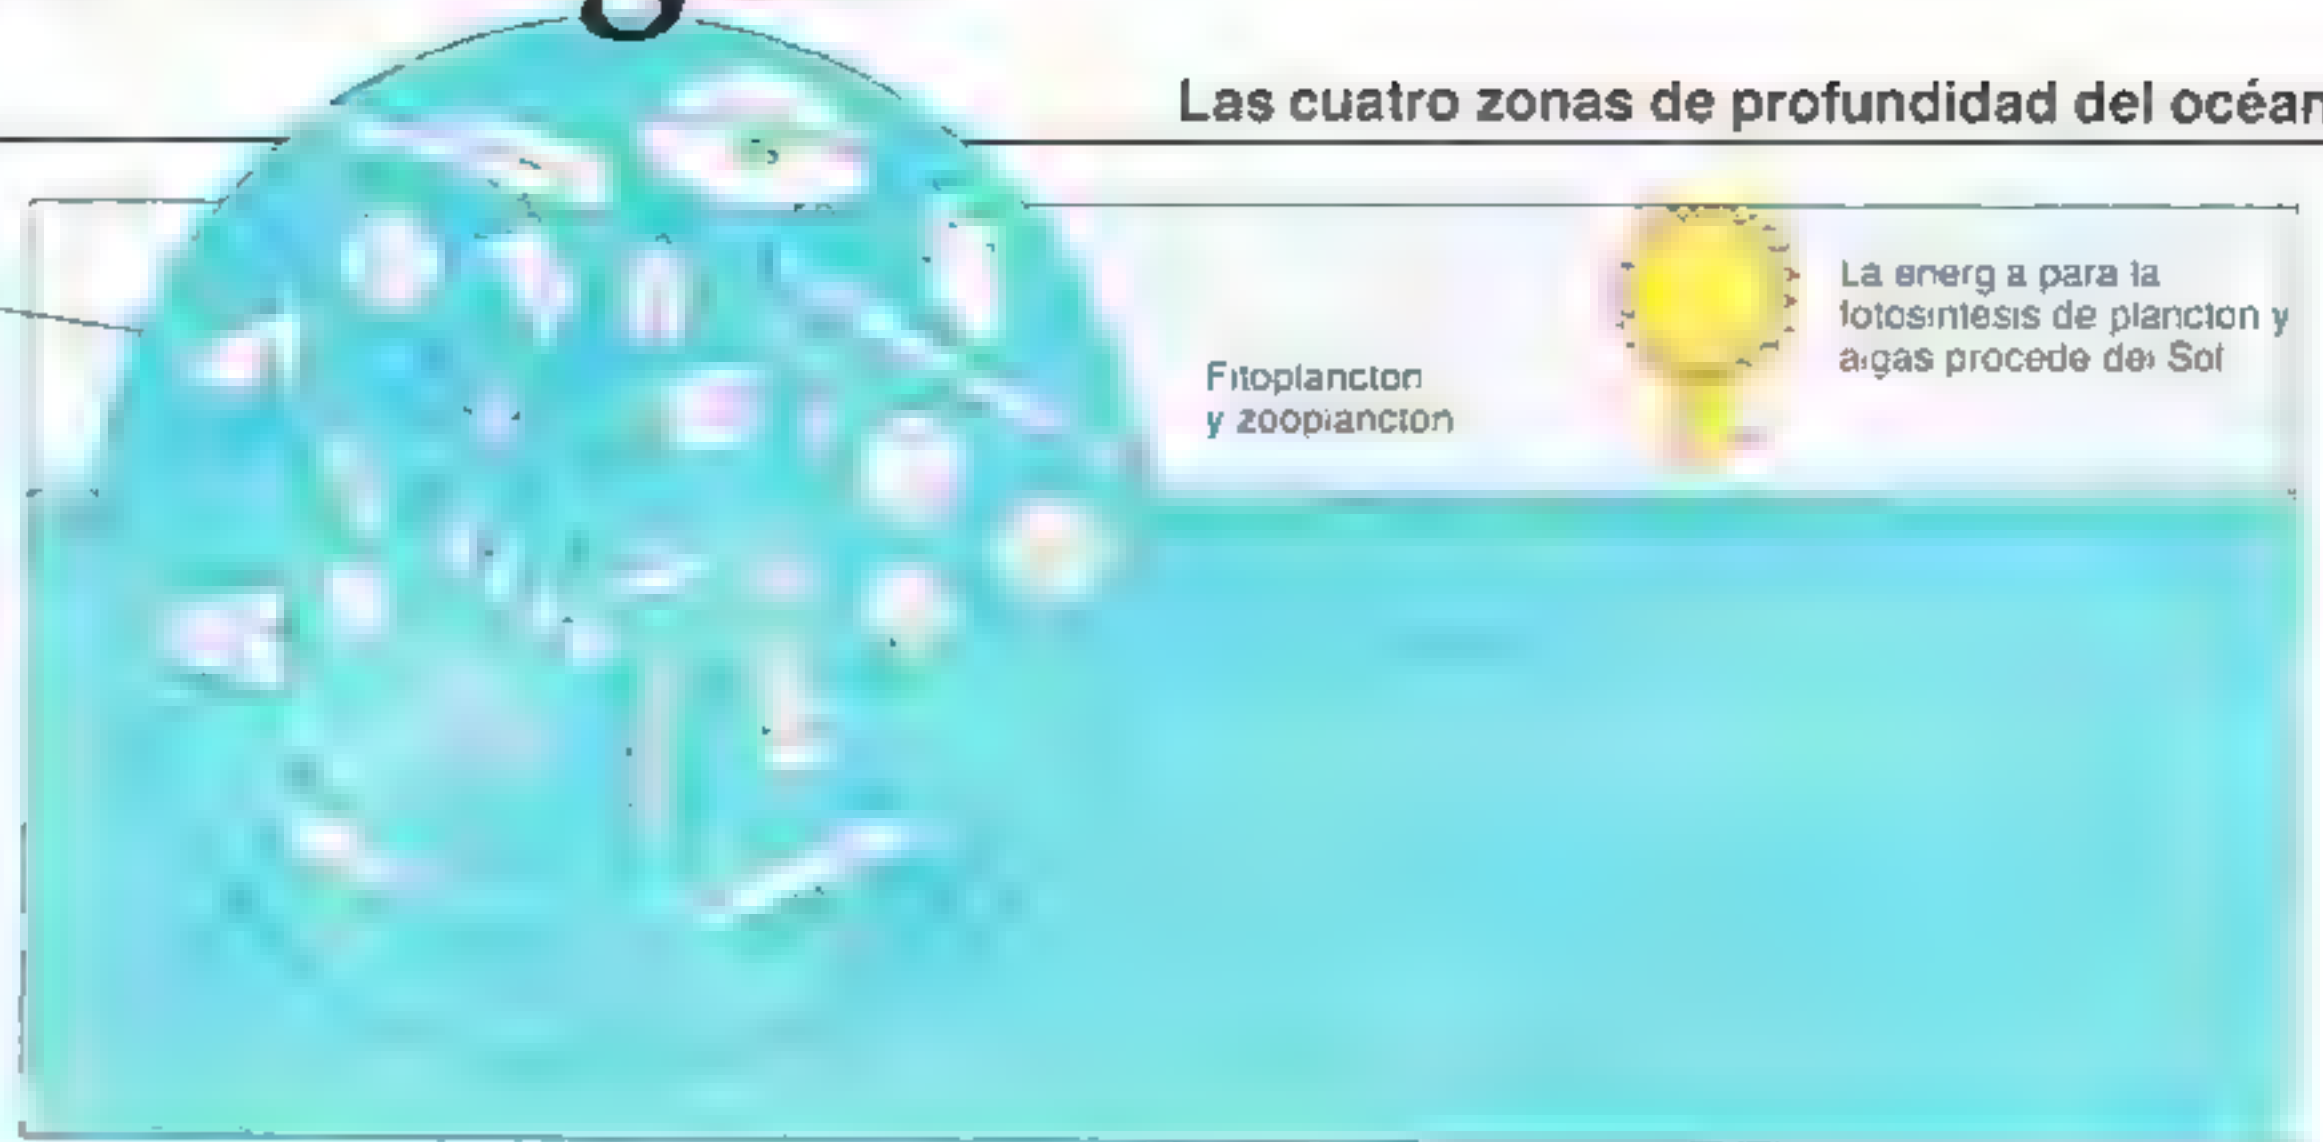 Las cuatro zonas de profundidad del océan
La energía para la
fotosíntesis de plancton y
algas procede del Sol
Fitoplancton
y zooplancton